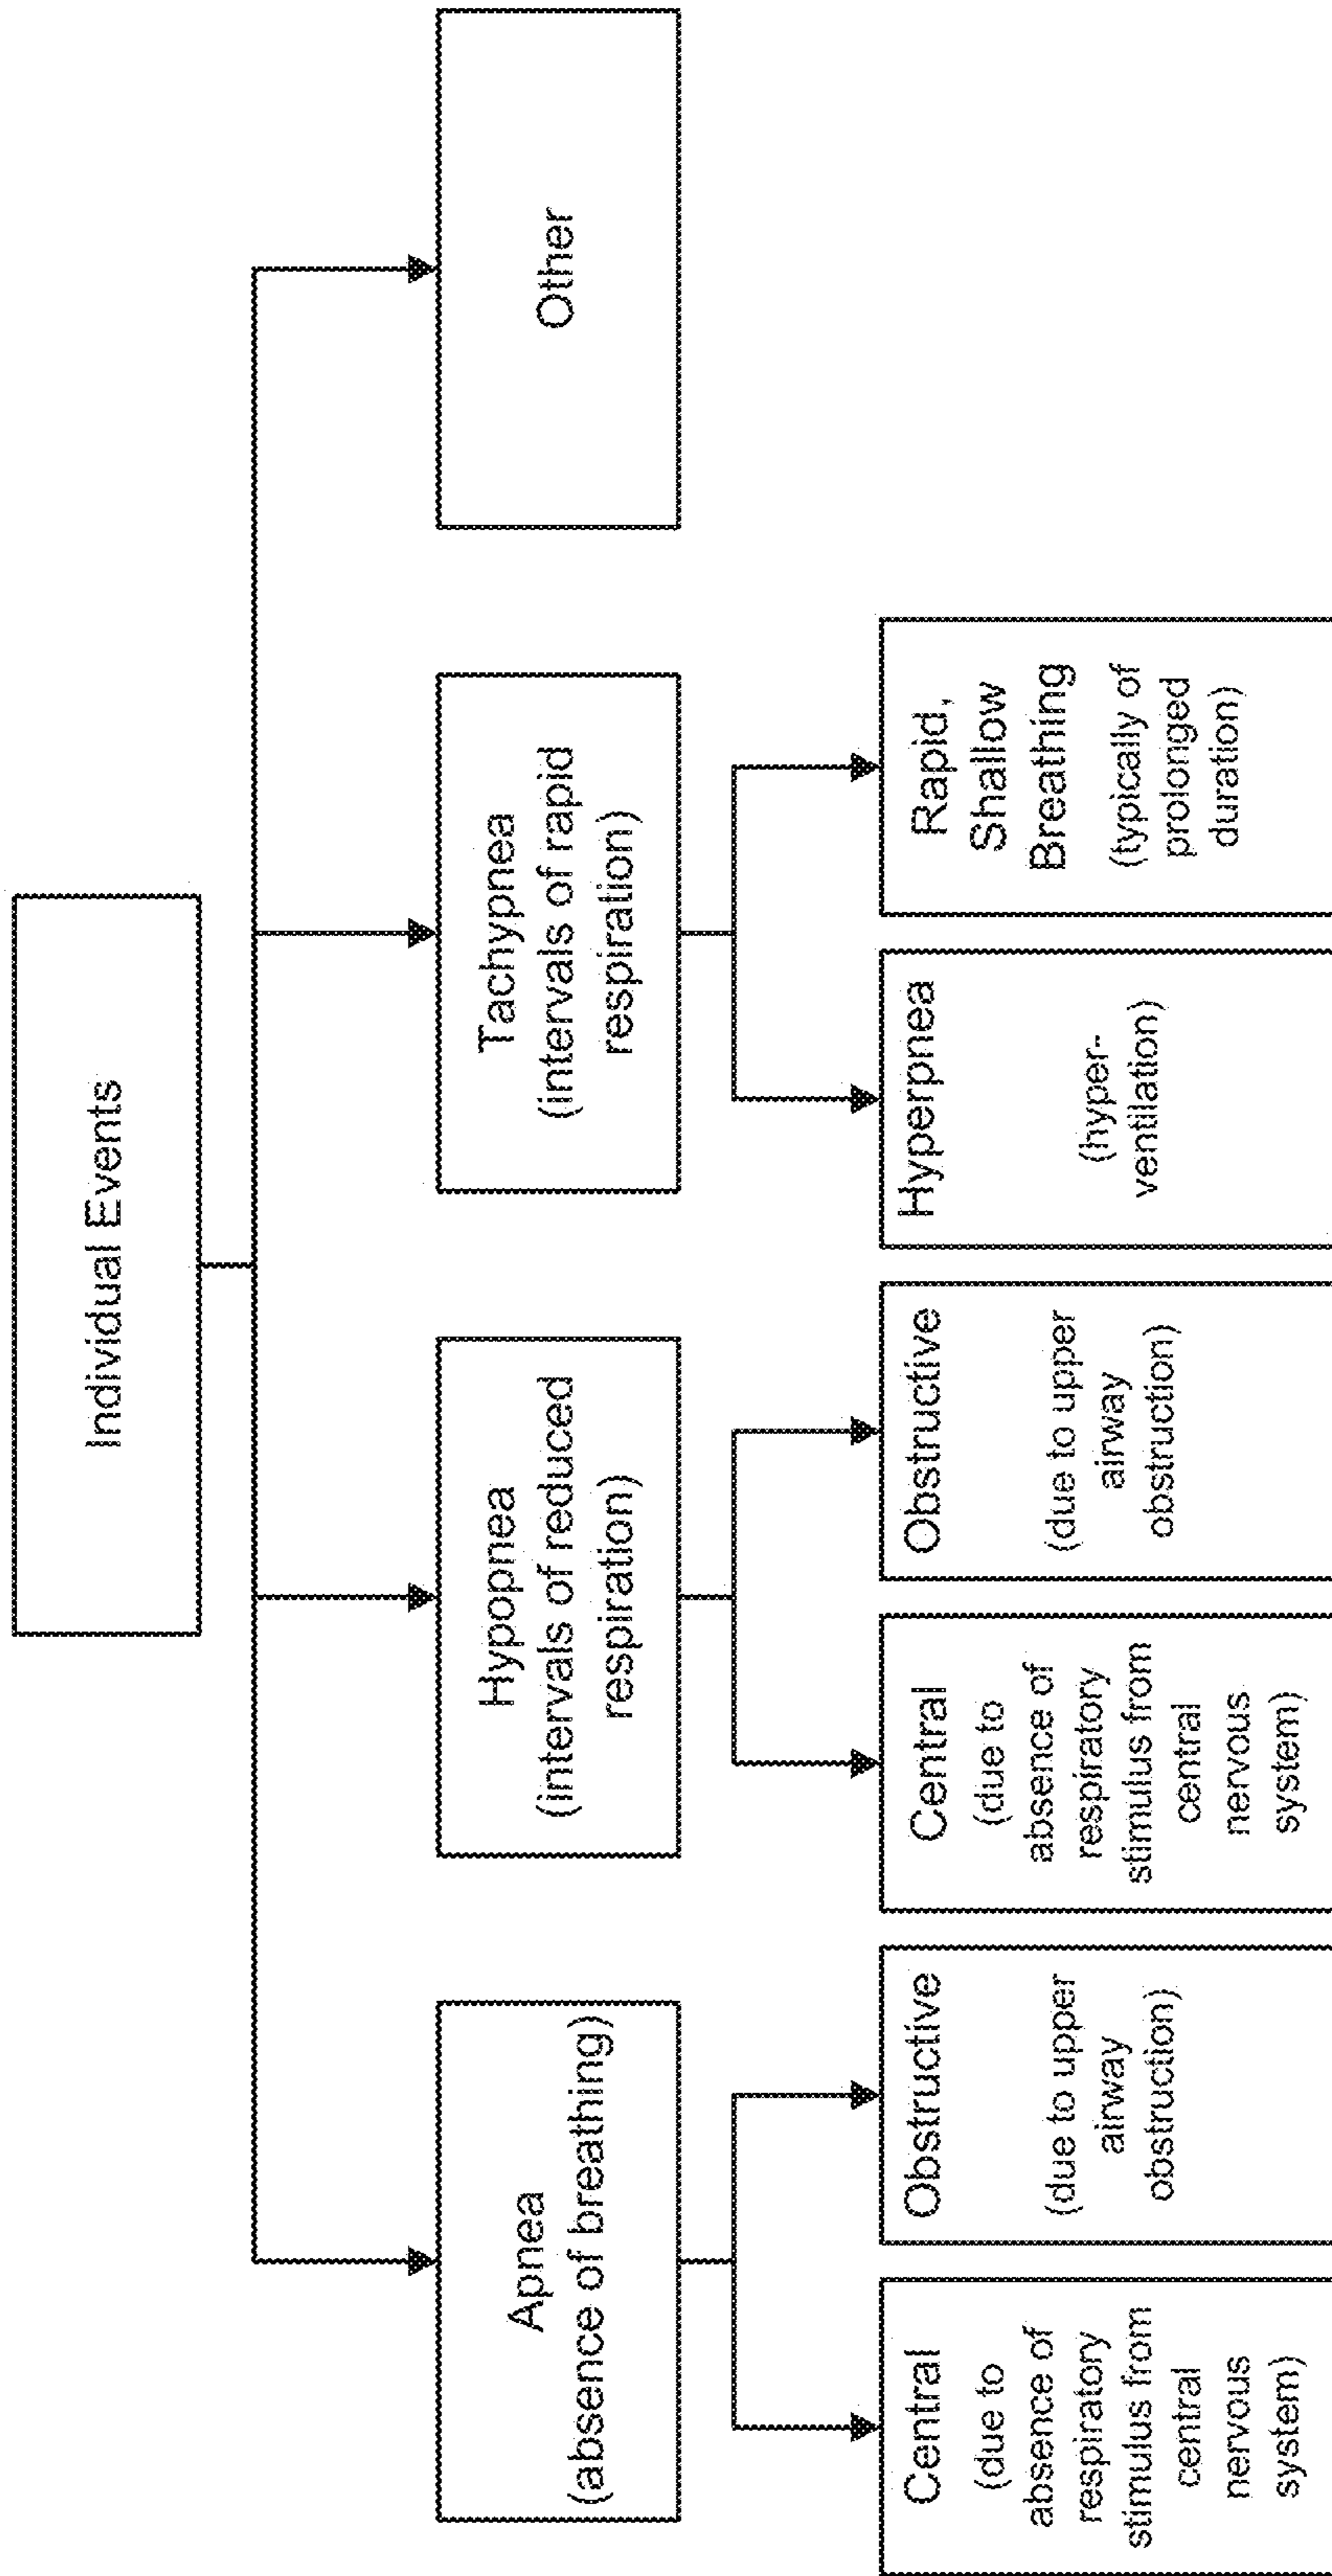 Individual Events
Apnea
(absence of breathing)
Hypopnea
(intervals of reduced
respiration)
Tachypnea
(intervals of rapid
respiration)
Other
Central
(due to
absence of
respiratory
stimulus from
central
nervous
system)
Obstructive
(due to upper
airway
obstruction)
Central
(due to
absence of
respiratory
stimulus from
central
nervous
system)
Obstructive
(due to upper
airway
obstruction)
Hyperpnea
(hyper-
ventilation)
Rapid,
Shallow
Breathing
(typically of
prolonged
duration)